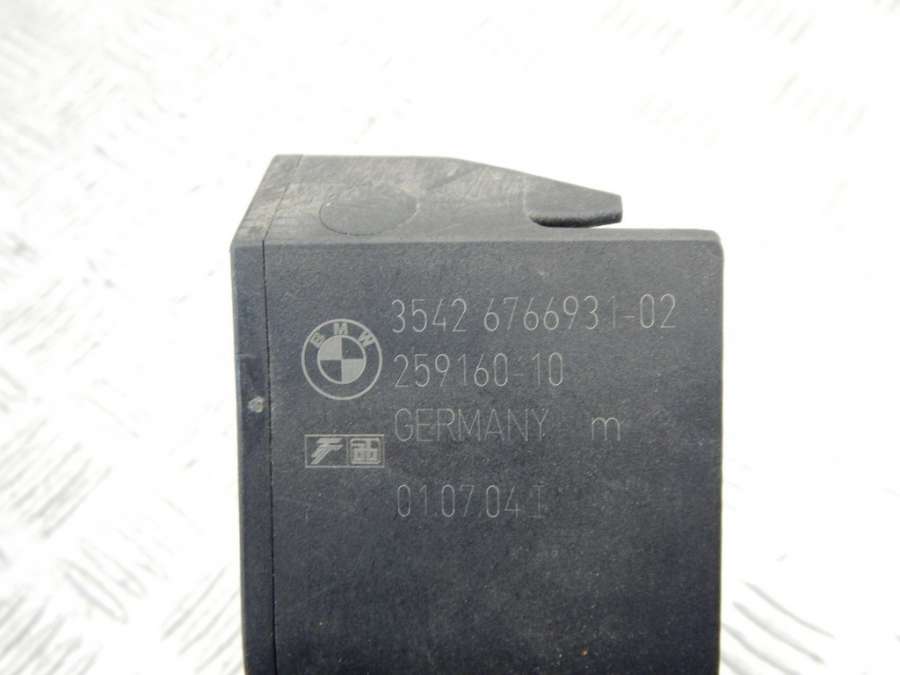 BMW
3542 6766931-02
259160-10
GERMANY m
01.07.04 I